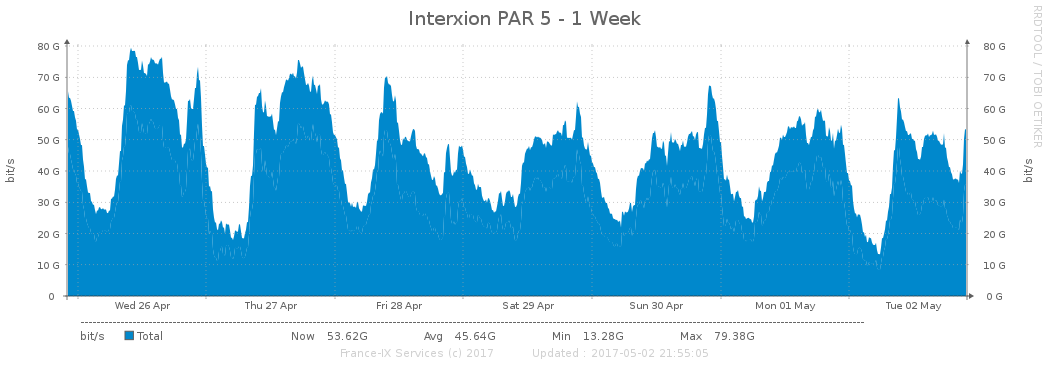 Interxion PAR 5 - 1 Week
RRDTOOL / TOBI OETIKER
bit/s
80 G
70 G
60 G
50 G
40 G
30 G
20 G
10 G
0
80 G
70 G
60 G
50 G
40 G
30 G
20 G
10 G
0 G
bit/s
Wed 26 Apr Thu 27 Apr Fri 28 Apr Sat 29 Apr Sun 30 Apr Mon 01 May Tue 02 May
bit/s Total Now 53.62G Avg 45.64G Min 13.28G Max 79.38G
France-IX Services (c) 2017 Updated : 2017-05-02 21:55:05